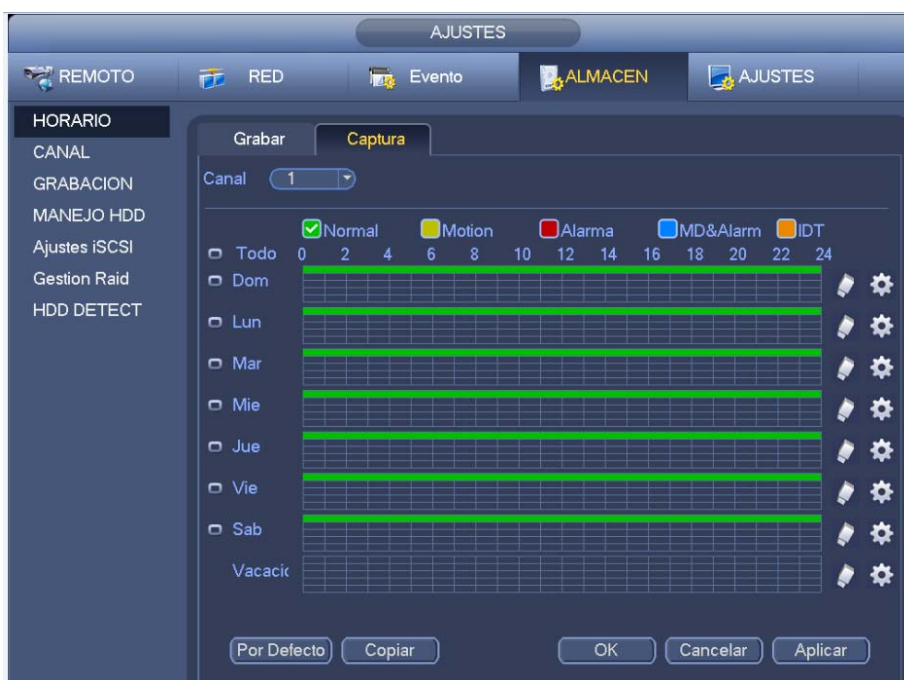 AJUSTES
REMOTO RED Evento ALMACEN AJUSTES
HORARIO
CANAL
GRABACION
MANEJO HDD
Ajustes iSCSI
Gestion Raid
HDD DETECT
Grabar Captura
Canal 1
Normal Motion Alarma MD&Alarm IDT
Todo 0 2 4 6 8 10 12 14 16 18 20 22 24
Dom
Lun
Mar
Mie
Jue
Vie
Sab
Vacacic
Por Defecto Copiar OK Cancelar Aplicar